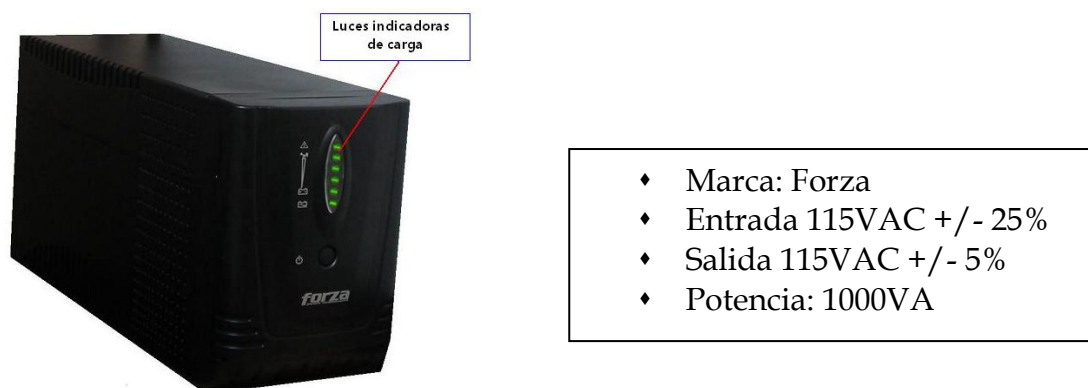 Luces indicadoras
de carga
forza
♦ Marca: Forza
♦ Entrada 115VAC +/- 25%
♦ Salida 115VAC +/- 5%
♦ Potencia: 1000VA